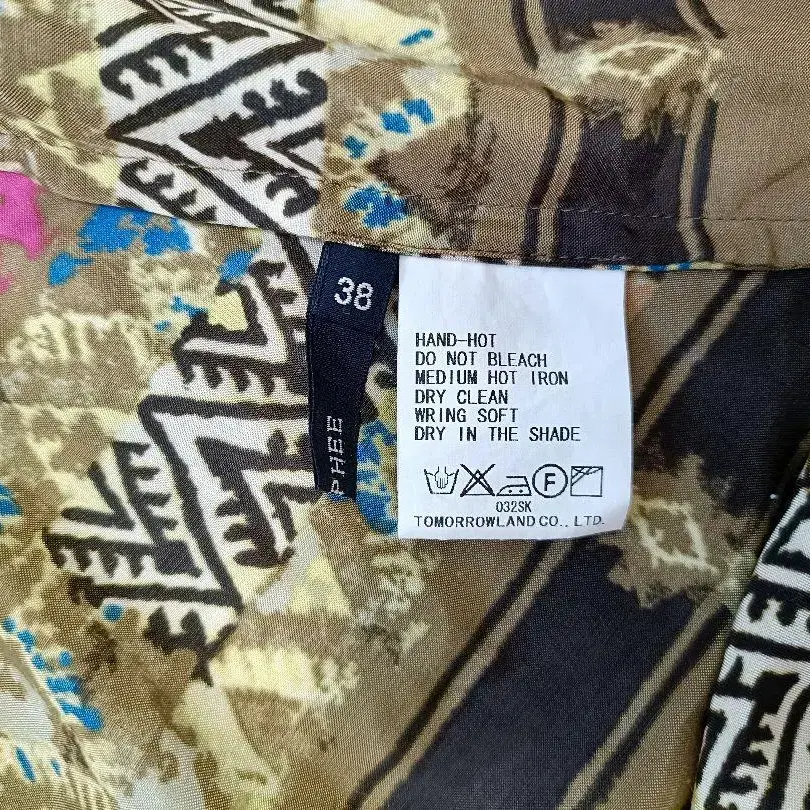 38
PHEE
HAND-HOT
DO NOT BLEACH
MEDIUM HOT IRON
DRY CLEAN
WRING SOFT
DRY IN THE SHADE
F
032SK
TOMORROWLAND CO., LTD.